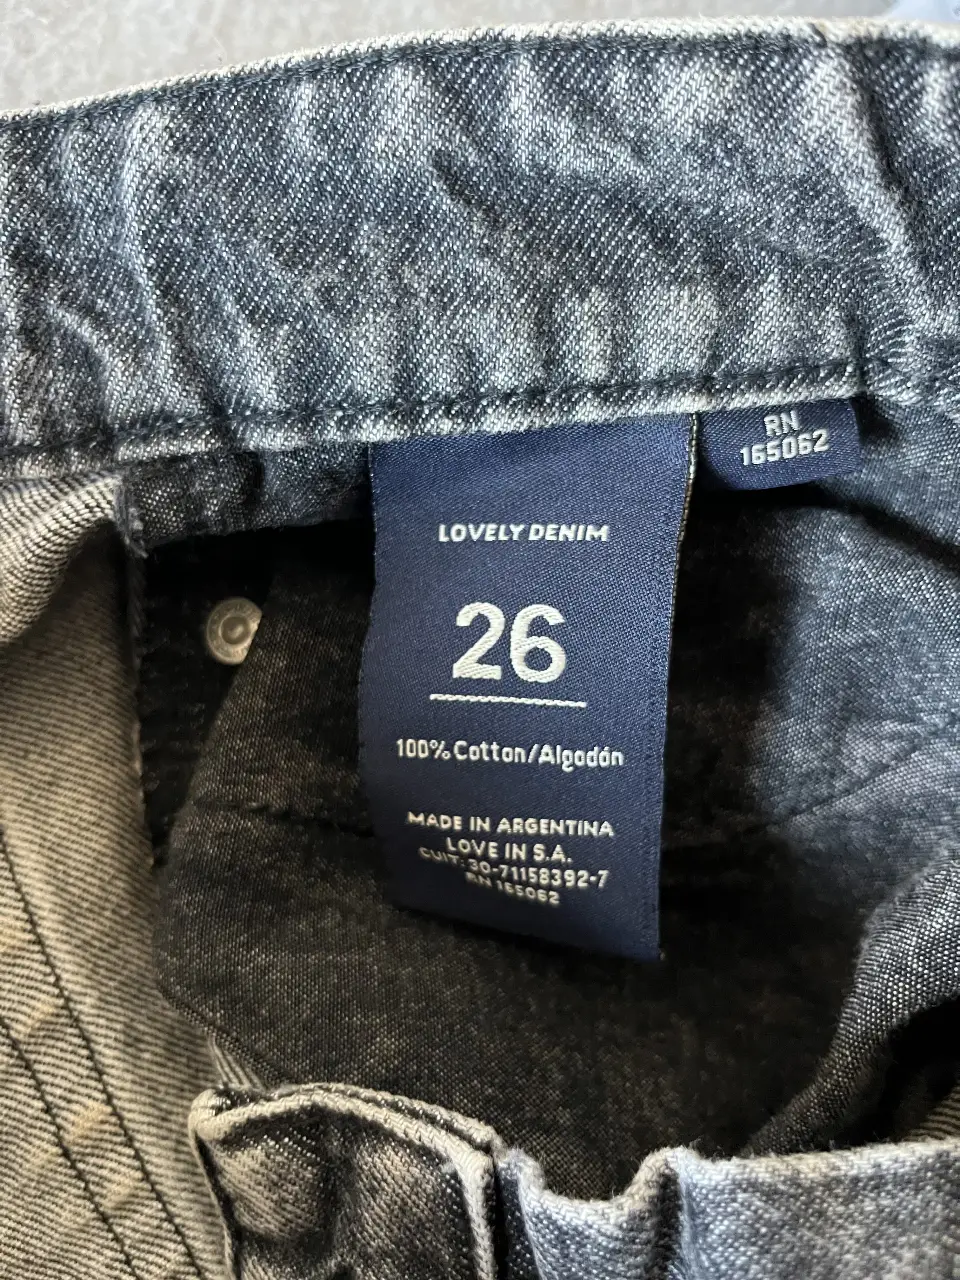 RN
165062
LOVELY DENIM
26
100% Cotton/Algodón
MADE IN ARGENTINA
LOVE IN S.A.
CUIT: 30-71158392-7
RN 165062